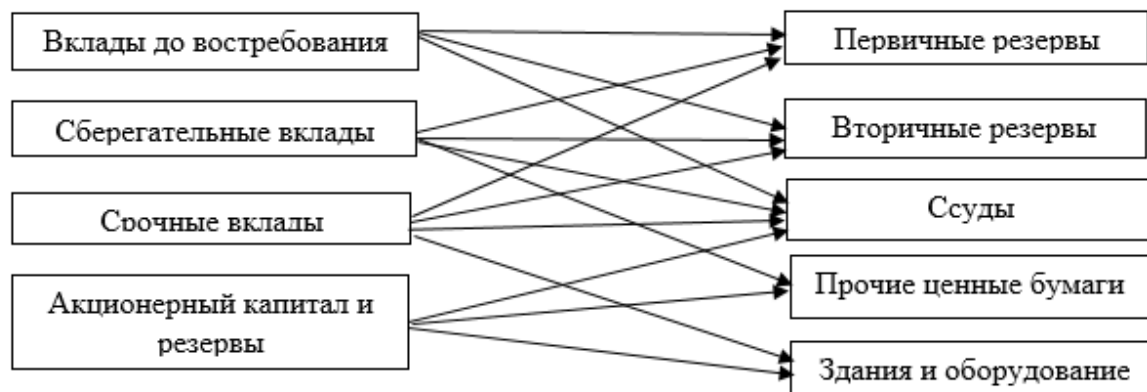 Вклады до востребования
Сберегательные вклады
Срочные вклады
Акционерный капитал и
резервы
Первичные резервы
Вторичные резервы
Ссуды
Прочие ценные бумаги
Здания и оборудование